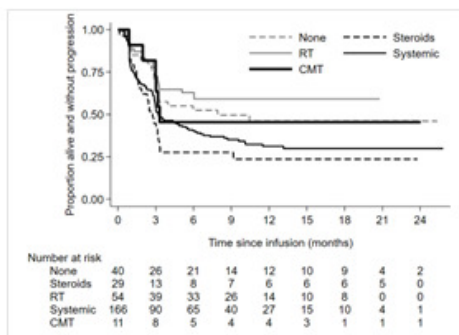 Proportion alive and without progression
None
Steroids
RT
Systemic
CMT
1.00
0.75
0.50
0.25
0.00
0 3 6 9 12 15 18 21 24
Time since infusion (months)
Number at risk
None 40 26 21 14 12 10 9 4 2
Steroids 29 13 8 7 6 6 6 5 0
RT 54 39 33 26 14 10 8 0 0
Systemic 166 90 65 40 27 15 10 4 1
CMT 11 8 5 4 4 3 1 1 1